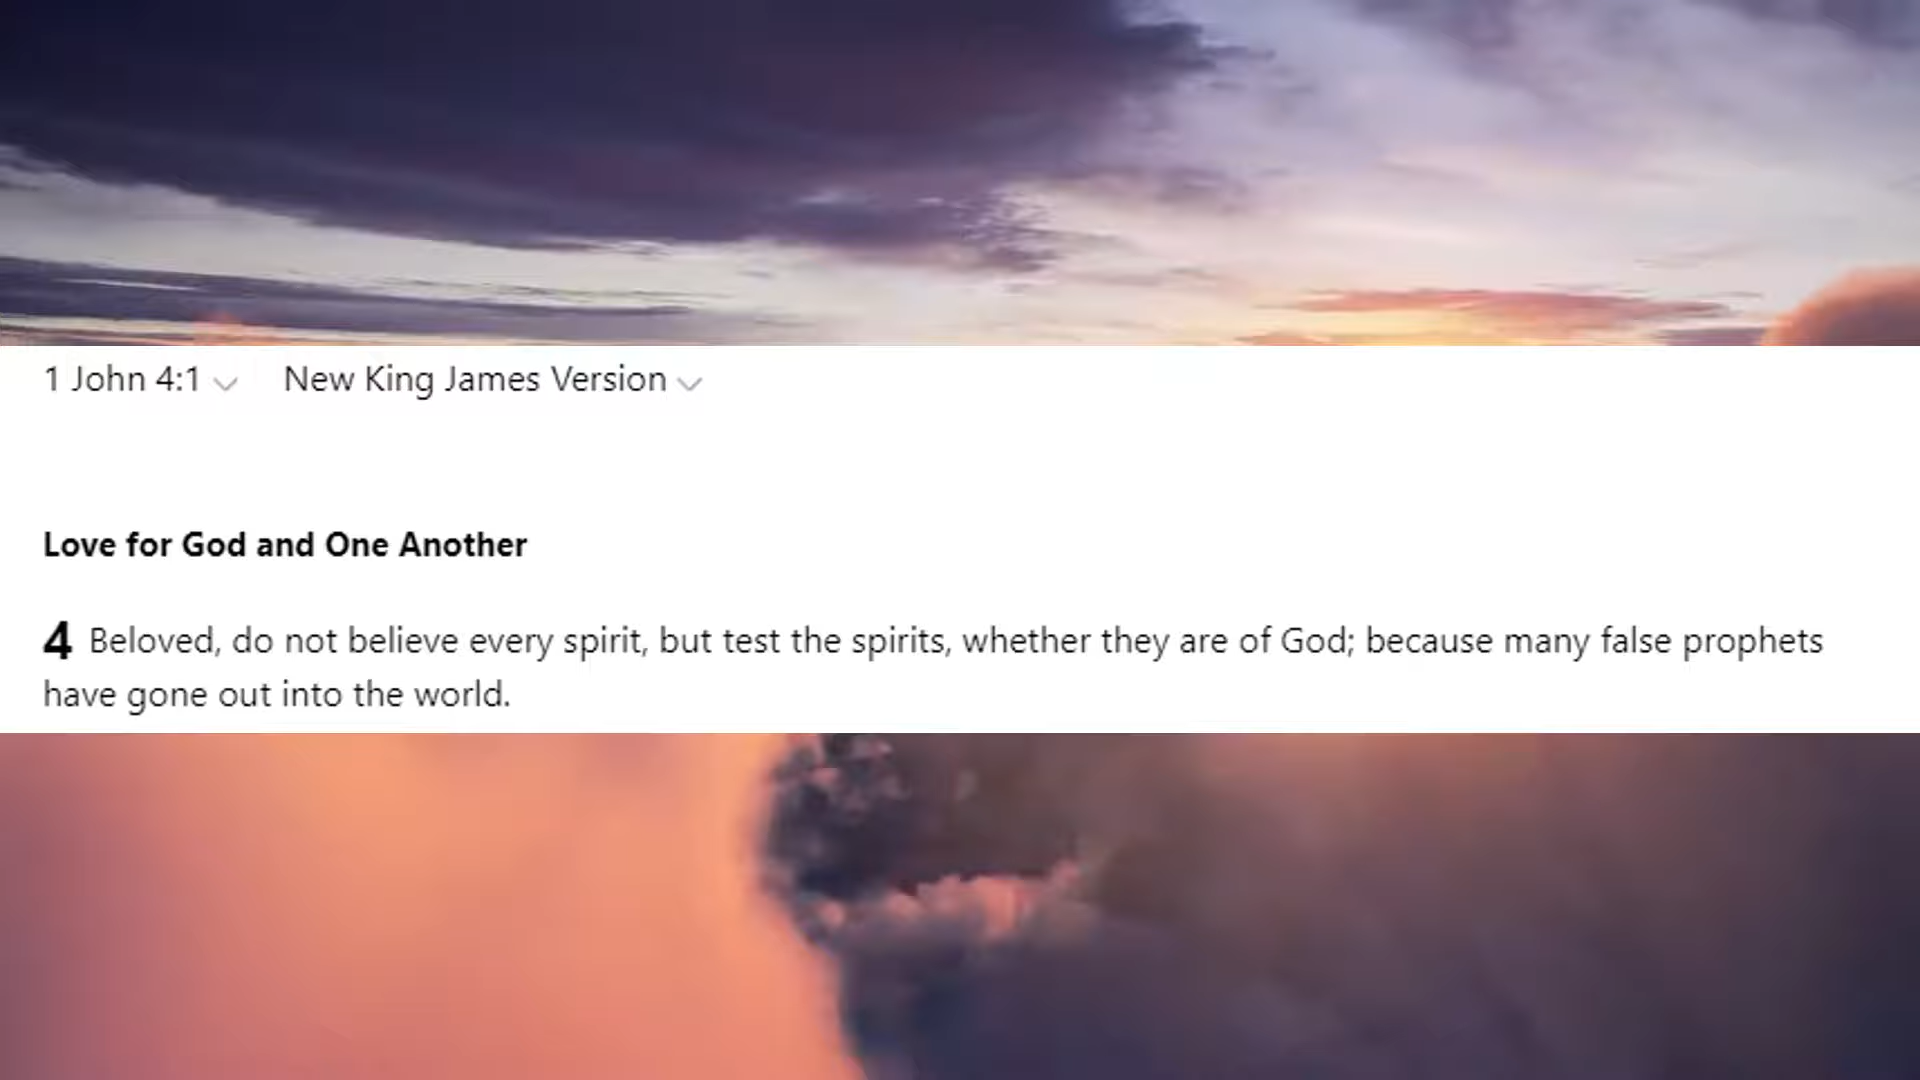 1 John 4:1 New King James Version
Love for God and One Another
4 Beloved, do not believe every spirit, but test the spirits, whether they are of God; because many false prophets
have gone out into the world.